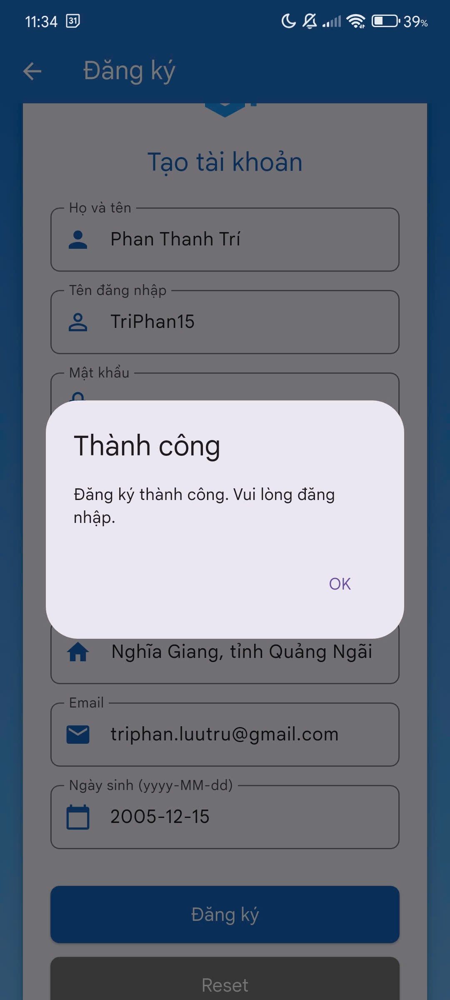 11:34
31
39%
Đăng ký
Tạo tài khoản
Họ và tên
Phan Thanh Trí
Tên đăng nhập
TriPhan15
Mật khẩu
Thành công
Đăng ký thành công. Vui lòng đăng
nhập.
OK
Nghĩa Giang, tỉnh Quảng Ngãi
Email
triphan.luutru@gmail.com
Ngày sinh (yyyy-MM-dd)
2005-12-15
Đăng ký
Reset